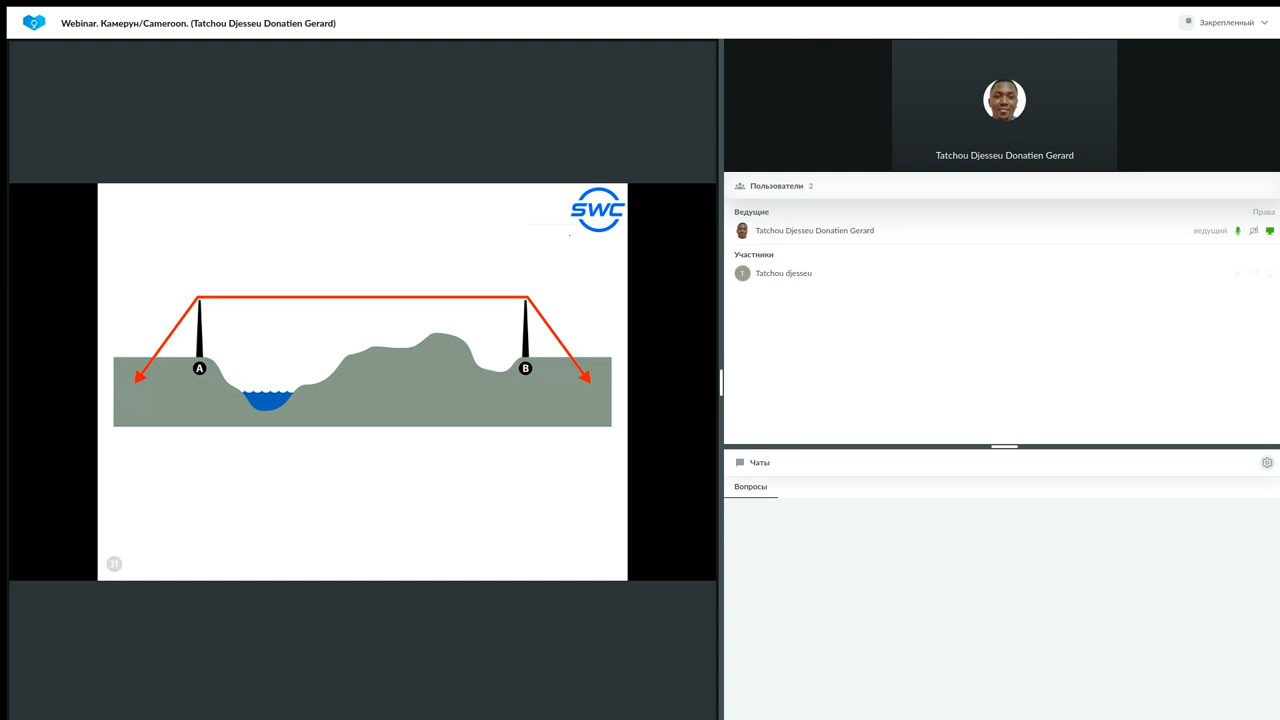 Webinar. Камерун/Cameroon. (Tatchou Djesseu Donatien Gerard)
Закрепленный
SWC
A
B
31
Tatchou Djesseu Donatien Gerard
Пользователи 2
Ведущие Права
Tatchou Djesseu Donatien Gerard ведущий
Участники
T Tatchou djesseu
Чаты
Вопросы